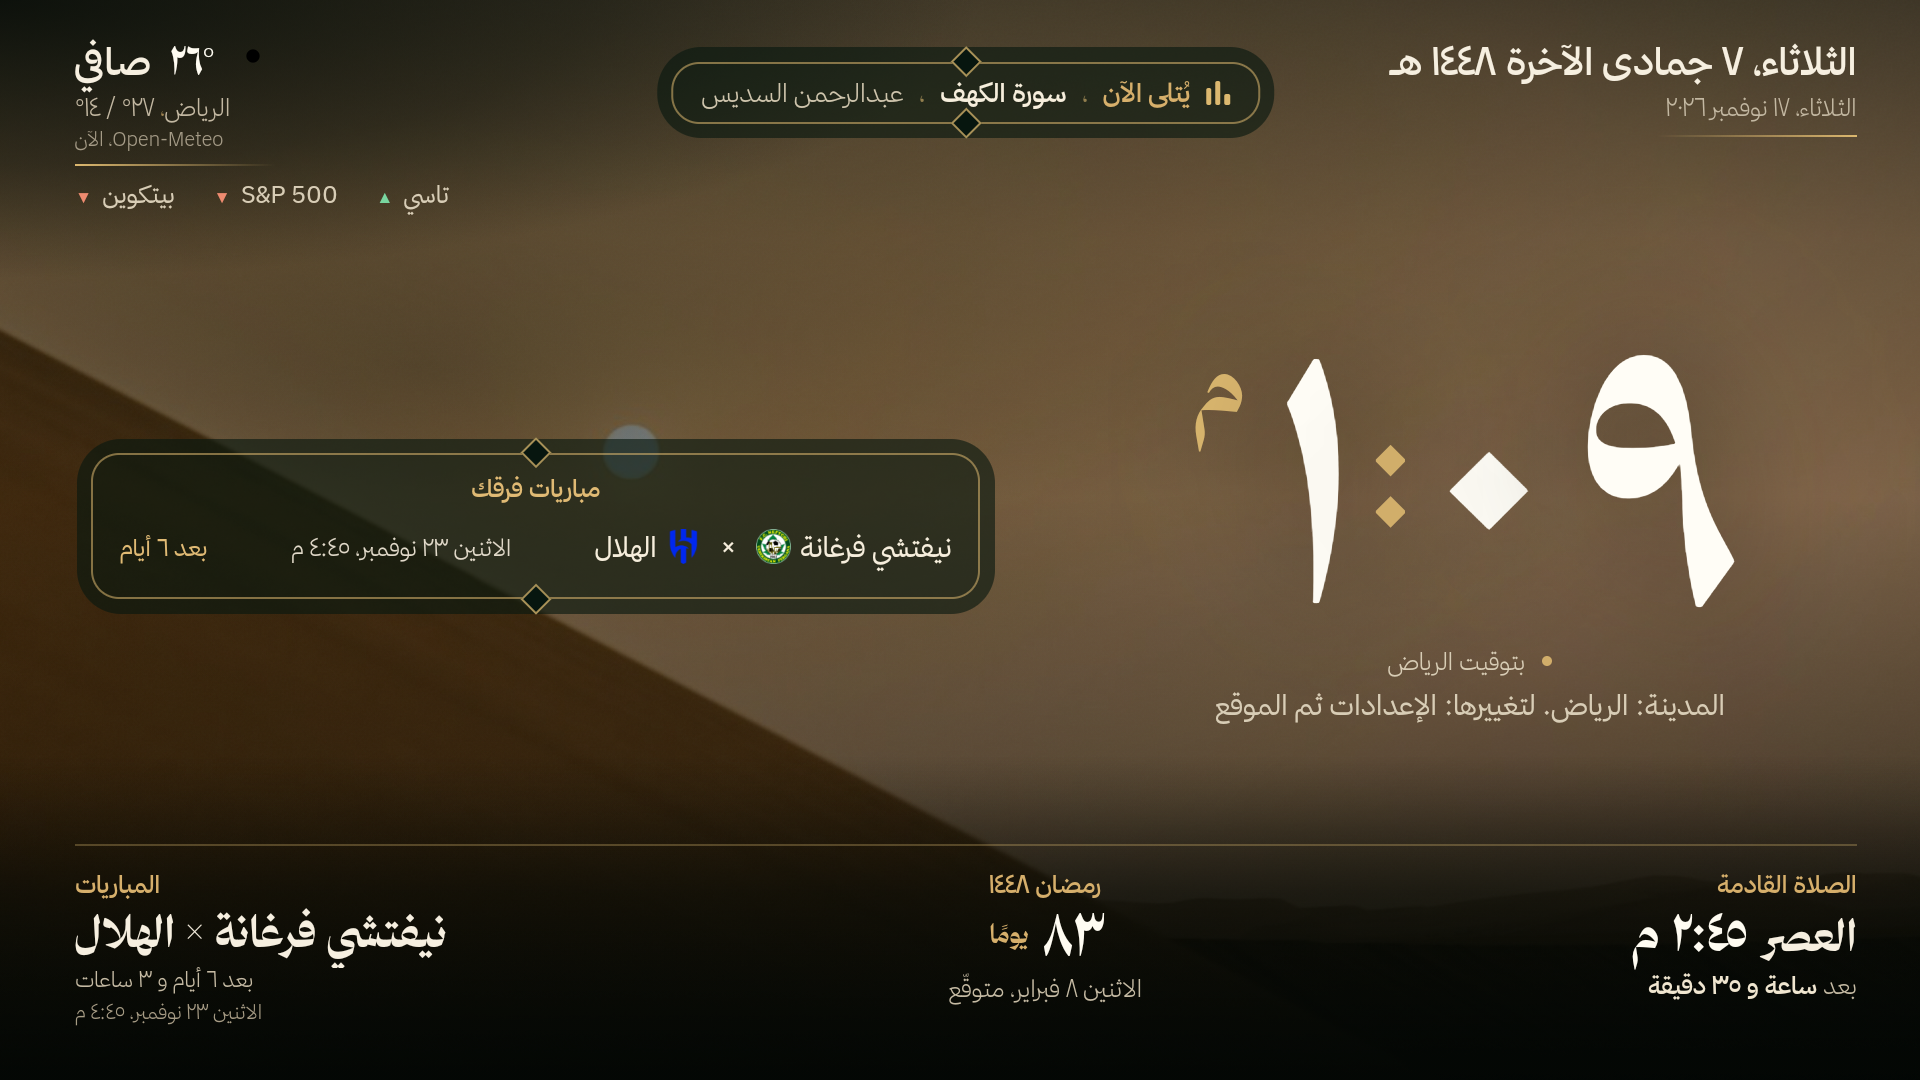 الثلاثاء، ٧ جمادى الآخرة ١٤٤٨ هـ
الثلاثاء، ١٧ نوفمبر ٢٠٢٦
يُتلى الآن ، سورة الكهف ، عبدالرحمن السديس
٢٦° صافي
الرياض، ٢٧° / ١٤°
Open-Meteo، الآن
تاسي ▲ S&P 500 ▼ بيتكوين ▼
١:٠٩ م
بتوقيت الرياض
المدينة: الرياض. لتغييرها: الإعدادات ثم الموقع
مباريات فرقك
نيفتشي فرغانة × الهلال الاثنين ٢٣ نوفمبر، ٤:٤٥ م بعد ٦ أيام
الصلاة القادمة
العصر ٢:٤٥ م
بعد ساعة و ٣٥ دقيقة
رمضان ١٤٤٨
٨٣ يومًا
الاثنين ٨ فبراير، متوقّع
المباريات
نيفتشي فرغانة × الهلال
بعد ٦ أيام و ٣ ساعات
الاثنين ٢٣ نوفمبر، ٤:٤٥ م